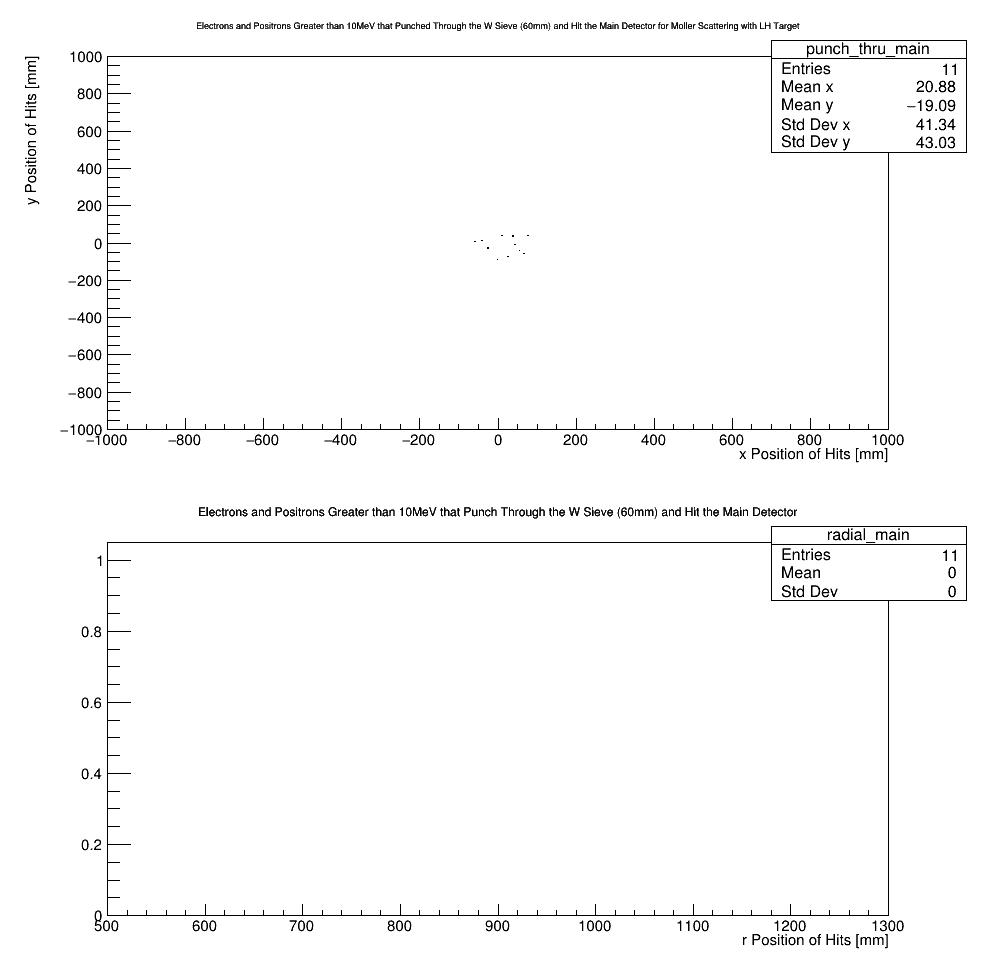 Electrons and Positrons Greater than 10MeV that Punched Through the W Sieve (60mm) and Hit the Main Detector for Moller Scattering with LH Target
punch_thru_main
Entries 11
Mean x 20.88
Mean y −19.09
Std Dev x 41.34
Std Dev y 43.03
y Position of Hits [mm]
1000
800
600
400
200
0
−200
−400
−600
−800
−1000
−1000 −800 −600 −400 −200 0 200 400 600 800 1000
x Position of Hits [mm]
Electrons and Positrons Greater than 10MeV that Punch Through the W Sieve (60mm) and Hit the Main Detector
radial_main
Entries 11
Mean 0
Std Dev 0
1
0.8
0.6
0.4
0.2
0
500 600 700 800 900 1000 1100 1200 1300
r Position of Hits [mm]